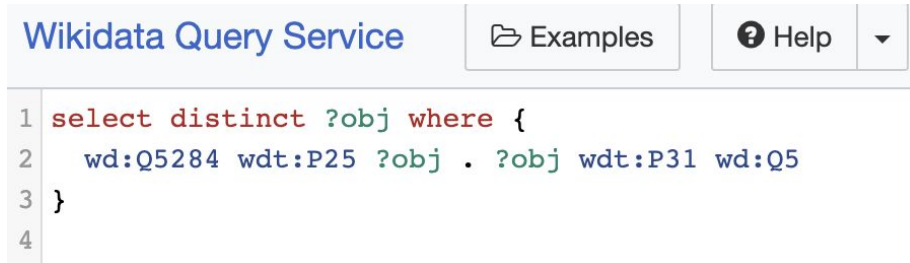 Wikidata Query Service Examples Help
1 select distinct ?obj where {
2 wd:Q5284 wdt:P25 ?obj . ?obj wdt:P31 wd:Q5
3 }
4